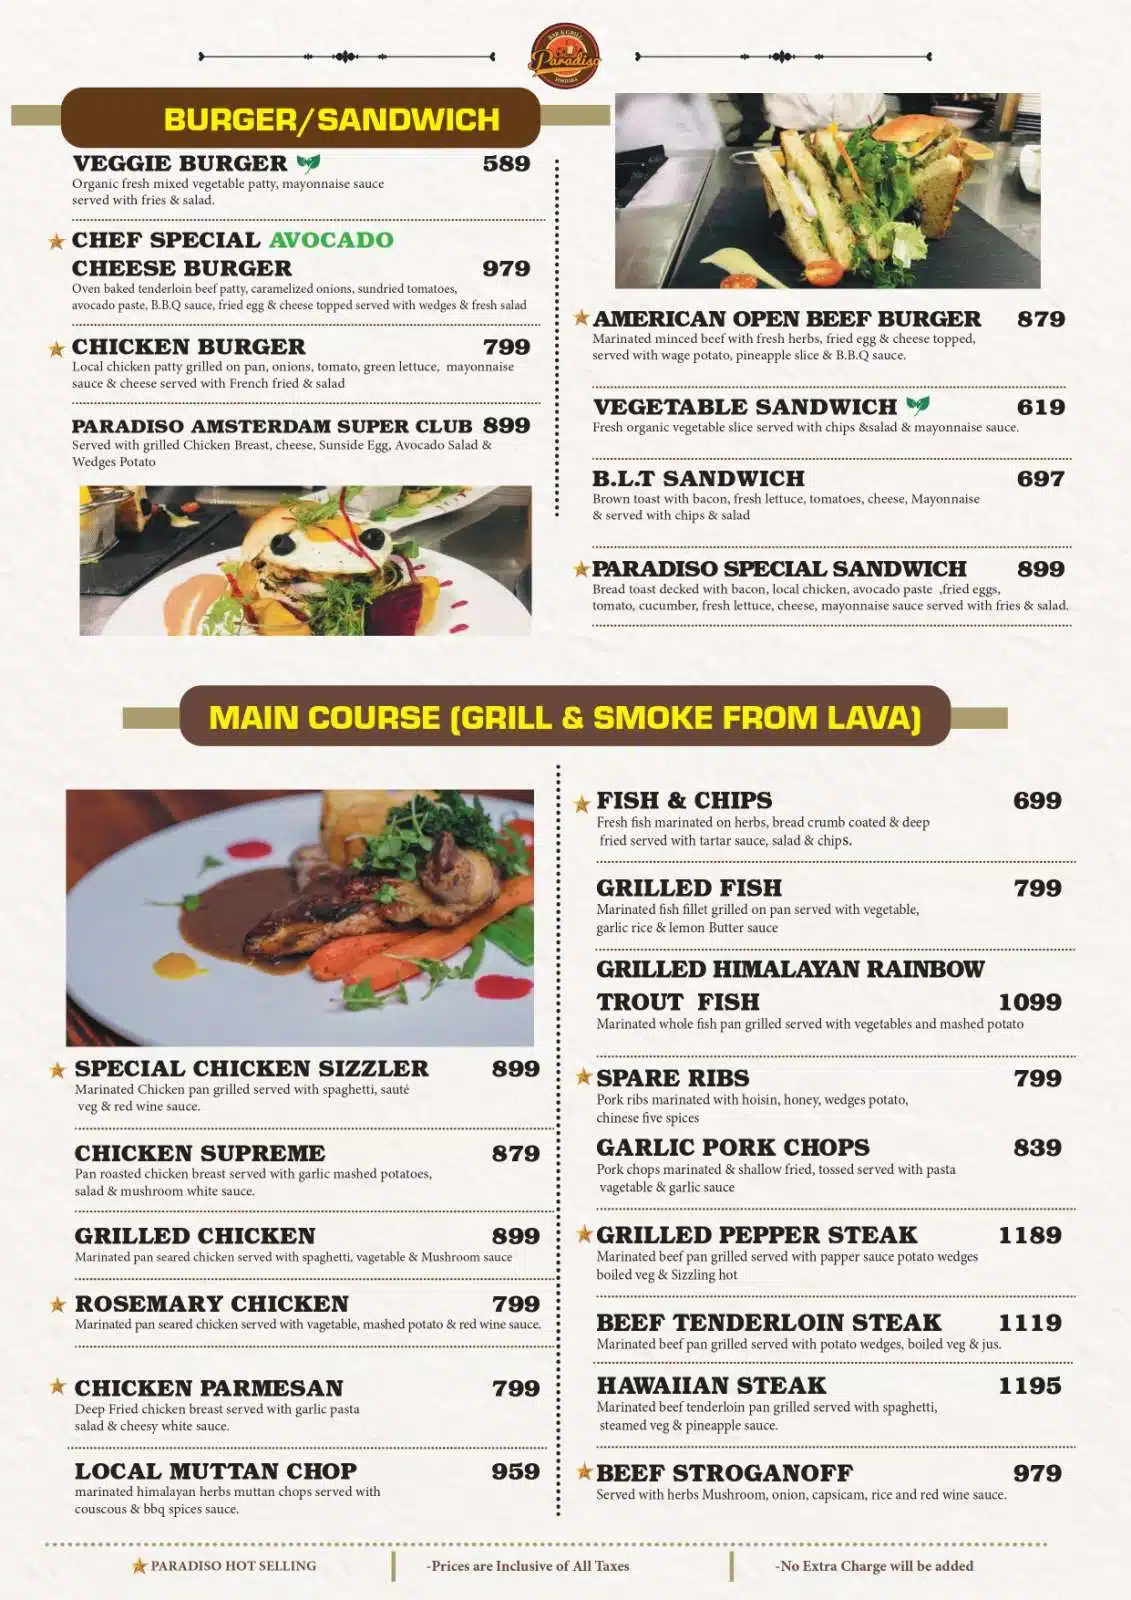 BAR & GRILL
Paradiso
BURGER/SANDWICH
VEGGIE BURGER 589
Organic fresh mixed vegetable patty, mayonnaise sauce
served with fries & salad.
CHEF SPECIAL AVOCADO
CHEESE BURGER 979
Oven baked tenderloin beef patty, caramelized onions, sundried tomatoes,
avocado paste, B.B.Q sauce, fried egg & cheese topped served with wedges & fresh salad
CHICKEN BURGER 799
Local chicken patty grilled on pan, onions, tomato, green lettuce, mayonnaise
sauce & cheese served with French fried & salad
PARADISO AMSTERDAM SUPER CLUB 899
Served with grilled Chicken Breast, cheese, Sunside Egg, Avocado Salad &
Wedges Potato
AMERICAN OPEN BEEF BURGER 879
Marinated minced beef with fresh herbs, fried egg & cheese topped,
served with wage potato, pineapple slice & B.B.Q sauce.
VEGETABLE SANDWICH 619
Fresh organic vegetable slice served with chips &salad & mayonnaise sauce.
B.L.T SANDWICH 697
Brown toast with bacon, fresh lettuce, tomatoes, cheese, Mayonnaise
& served with chips & salad
PARADISO SPECIAL SANDWICH 899
Bread toast decked with bacon, local chicken, avocado paste ,fried eggs,
tomato, cucumber, fresh lettuce, cheese, mayonnaise sauce served with fries & salad.
MAIN COURSE (GRILL & SMOKE FROM LAVA)
SPECIAL CHICKEN SIZZLER 899
Marinated Chicken pan grilled served with spaghetti, sauté
veg & red wine sauce.
CHICKEN SUPREME 879
Pan roasted chicken breast served with garlic mashed potatoes,
salad & mushroom white sauce.
GRILLED CHICKEN 899
Marinated pan seared chicken served with spaghetti, vagetable & Mushroom sauce
ROSEMARY CHICKEN 799
Marinated pan seared chicken served with vagetable, mashed potato & red wine sauce.
CHICKEN PARMESAN 799
Deep Fried chicken breast served with garlic pasta
salad & cheesy white sauce.
LOCAL MUTTAN CHOP 959
marinated himalayan herbs muttan chops served with
couscous & bbq spices sauce.
FISH & CHIPS 699
Fresh fish marinated on herbs, bread crumb coated & deep
fried served with tartar sauce, salad & chips.
GRILLED FISH 799
Marinated fish fillet grilled on pan served with vegetable,
garlic rice & lemon Butter sauce
GRILLED HIMALAYAN RAINBOW
TROUT FISH 1099
Marinated whole fish pan grilled served with vegetables and mashed potato
SPARE RIBS 799
Pork ribs marinated with hoisin, honey, wedges potato,
chinese five spices
GARLIC PORK CHOPS 839
Pork chops marinated & shallow fried, tossed served with pasta
vagetable & garlic sauce
GRILLED PEPPER STEAK 1189
Marinated beef pan grilled served with papper sauce potato wedges
boiled veg & Sizzling hot
BEEF TENDERLOIN STEAK 1119
Marinated beef pan grilled served with potato wedges, boiled veg & jus.
HAWAIIAN STEAK 1195
Marinated beef tenderloin pan grilled served with spaghetti,
steamed veg & pineapple sauce.
BEEF STROGANOFF 979
Served with herbs Mushroom, onion, capsicam, rice and red wine sauce.
PARADISO HOT SELLING
-Prices are Inclusive of All Taxes
-No Extra Charge will be added